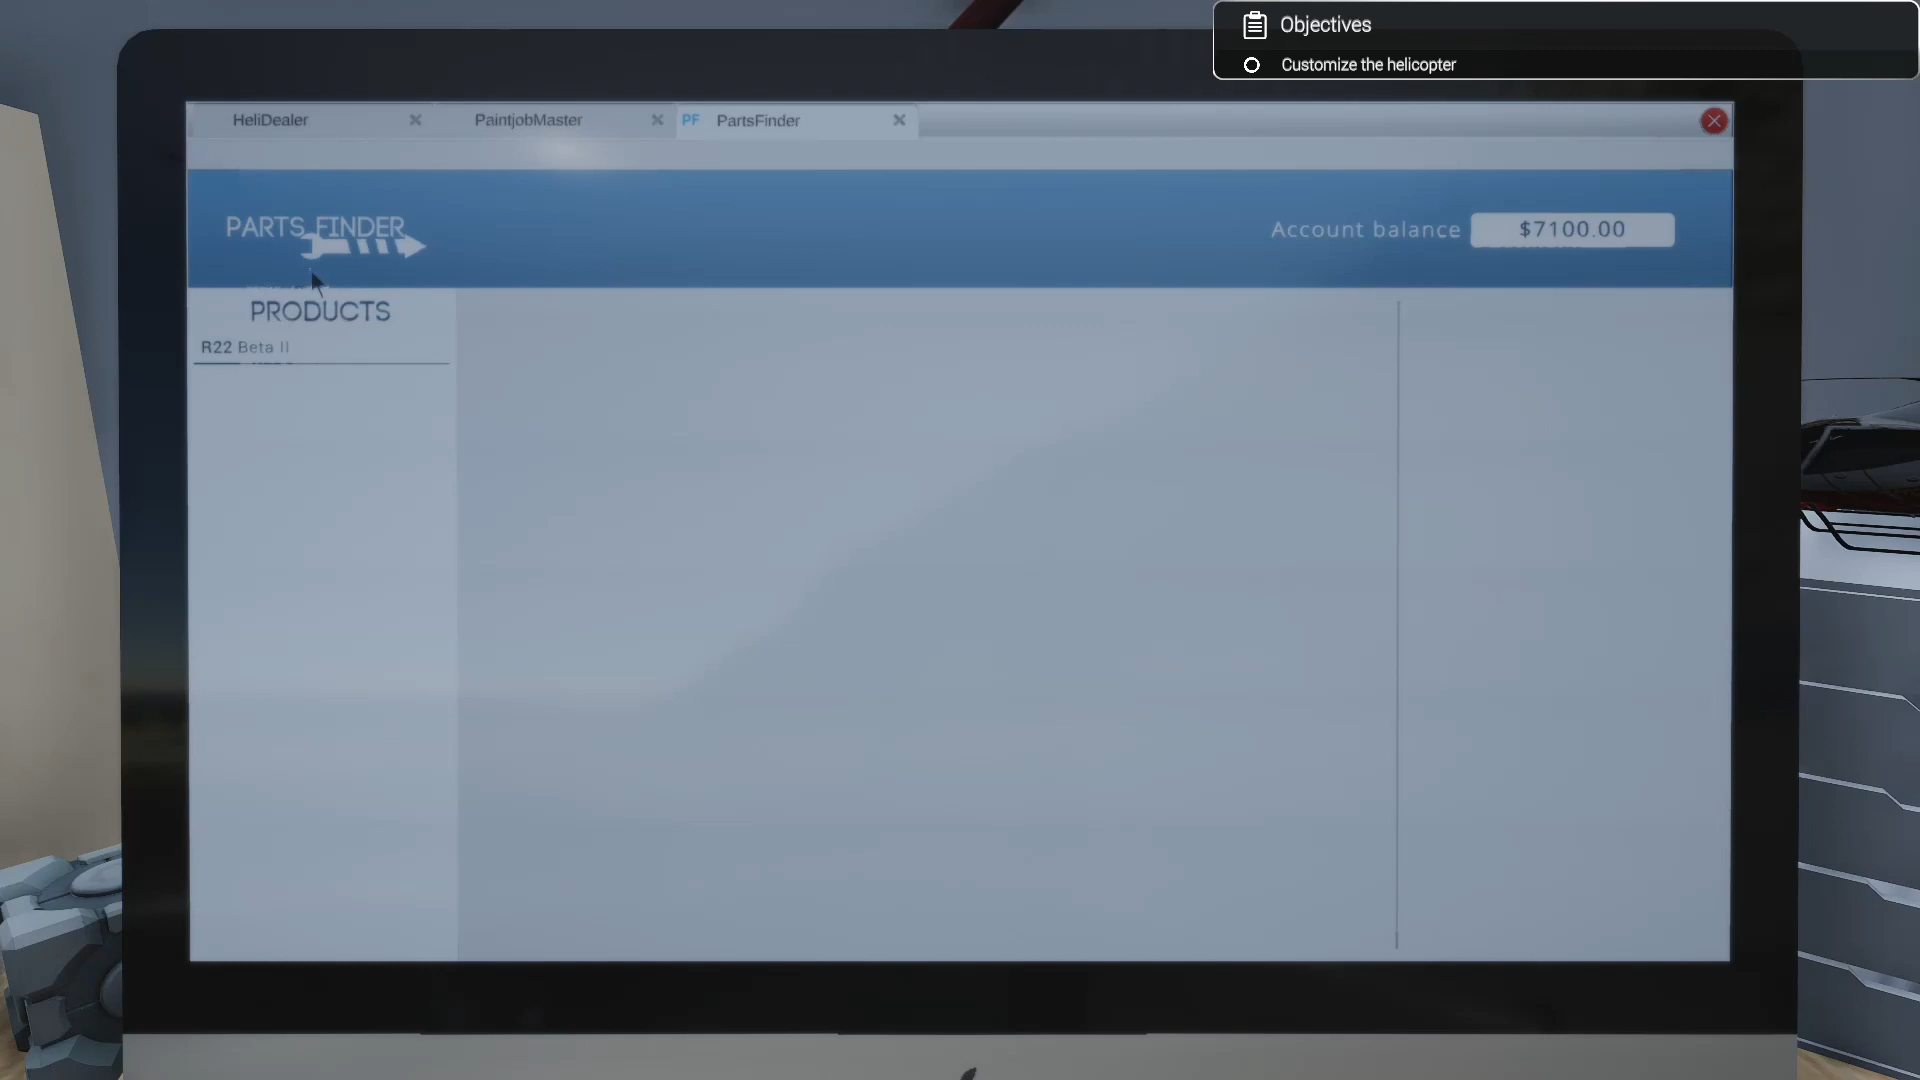 Objectives
Customize the helicopter
HeliDealer
PaintjobMaster
PF PartsFinder
PARTS FINDER
Account balance $7100.00
PRODUCTS
R22 Beta II